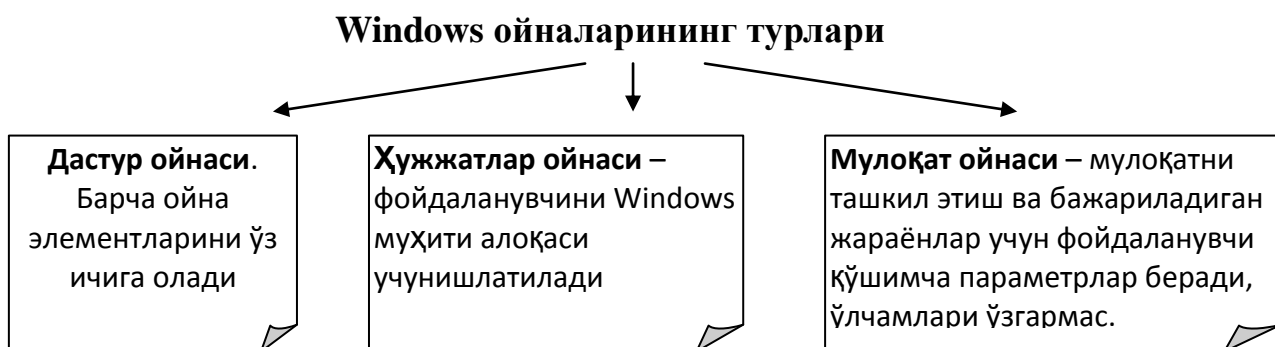 Windows ойналарининг турлари
Дастур ойнаси.
Барча ойна
элементларини ўз
ичига олади
Ҳужжатлар ойнаси –
фойдаланувчини Windows
муҳити алоқаси
учунишлатилади
Мулоқат ойнаси – мулоқатни
ташкил этиш ва бажариладиган
жараёнлар учун фойдаланувчи
қўшимча параметрлар беради,
ўлчамлари ўзгармас.